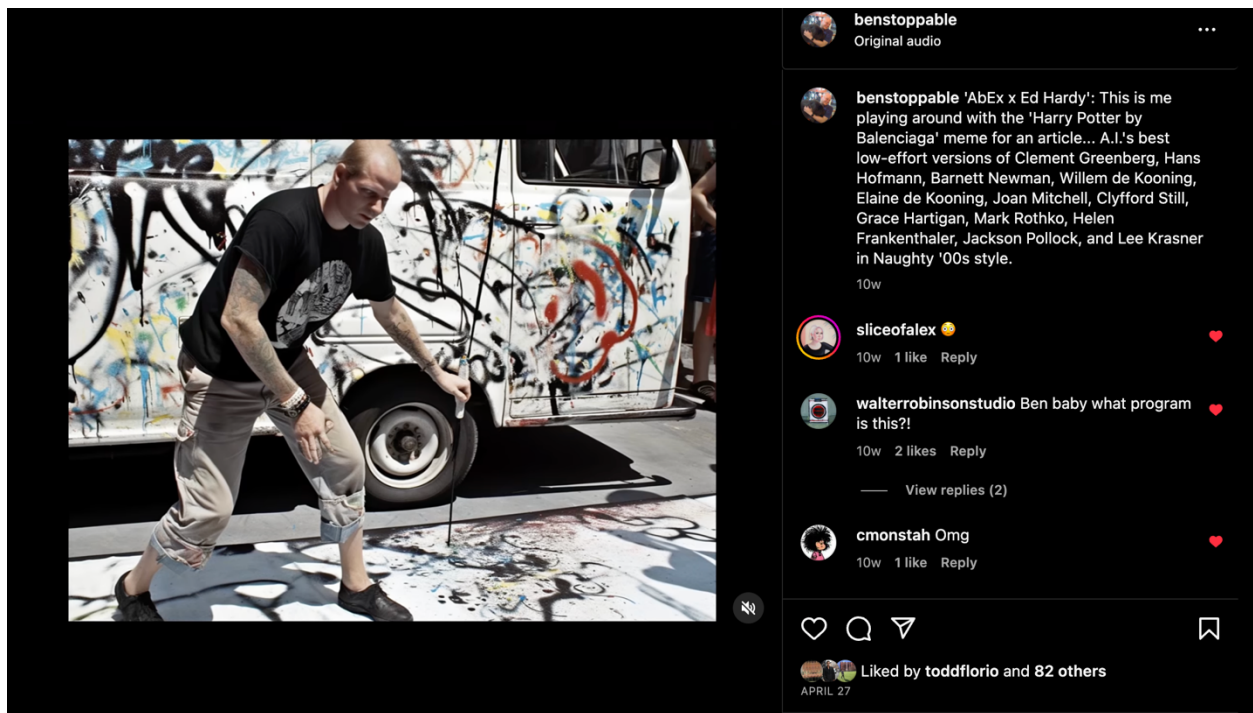 benstoppable
Original audio
benstoppable 'AbEx x Ed Hardy': This is me
playing around with the 'Harry Potter by
Balenciaga' meme for an article... A.I.'s best
low-effort versions of Clement Greenberg, Hans
Hofmann, Barnett Newman, Willem de Kooning,
Elaine de Kooning, Joan Mitchell, Clyfford Still,
Grace Hartigan, Mark Rothko, Helen
Frankenthaler, Jackson Pollock, and Lee Krasner
in Naughty '00s style.
10w
sliceofalex 😳
10w 1 like Reply
walterrobinsonstudio Ben baby what program
is this?!
10w 2 likes Reply
View replies (2)
cmonstah Omg
10w 1 like Reply
Liked by toddflorio and 82 others
APRIL 27